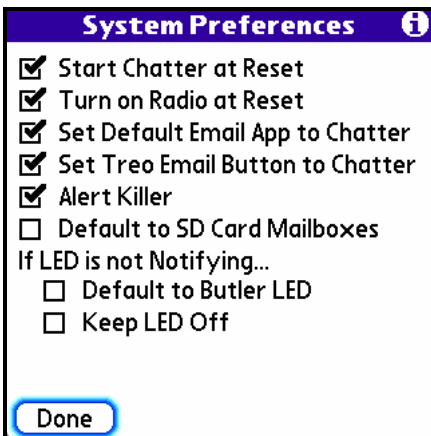 System Preferences
Start Chatter at Reset
Turn on Radio at Reset
Set Default Email App to Chatter
Set Treo Email Button to Chatter
Alert Killer
Default to SD Card Mailboxes
If LED is not Notifying...
Default to Butler LED
Keep LED Off
Done